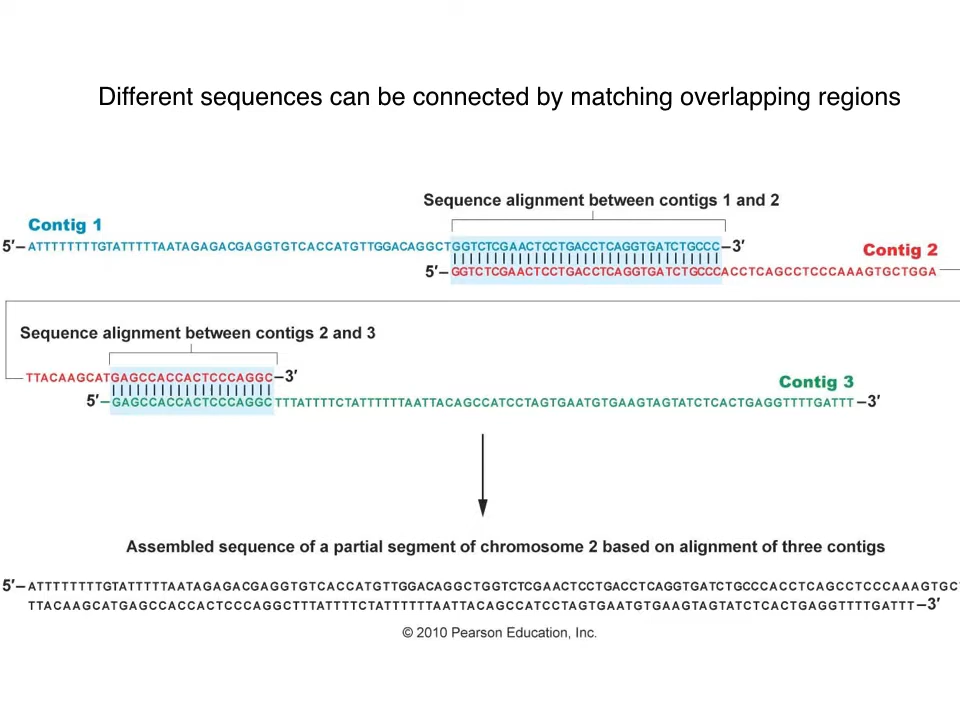 Different sequences can be connected by matching overlapping regions
Sequence alignment between contigs 1 and 2
Contig 1
5′–ATTTTTTTTGTATTTTTAATAGAGACGAGGTGTCACCATGTTGGACAGGCTGGTCTCGAACTCCTGACCTCAGGTGATCTGCCC–3′
Contig 2
5′–GGTCTCGAACTCCTGACCTCAGGTGATCTGCCCACCTCAGCCTCCCAAAGTGCTGGA
Sequence alignment between contigs 2 and 3
TTACAAGCATGAGCCACCACTCCCAGGC–3′
Contig 3
5′–GAGCCACCACTCCCAGGCTTTATTTTCTATTTTTTAATTACAGCCATCCTAGTGAATGTGAAGTAGTATCTCACTGAGGTTTTGATTT–3′
Assembled sequence of a partial segment of chromosome 2 based on alignment of three contigs
5′–ATTTTTTTTGTATTTTTAATAGAGACGAGGTGTCACCATGTTGGACAGGCTGGTCTCGAACTCCTGACCTCAGGTGATCTGCCCACCTCAGCCTCCCAAAGTGC
TTACAAGCATGAGCCACCACTCCCAGGCTTTATTTTCTATTTTTTAATTACAGCCATCCTAGTGAATGTGAAGTAGTATCTCACTGAGGTTTTGATTT–3′
© 2010 Pearson Education, Inc.